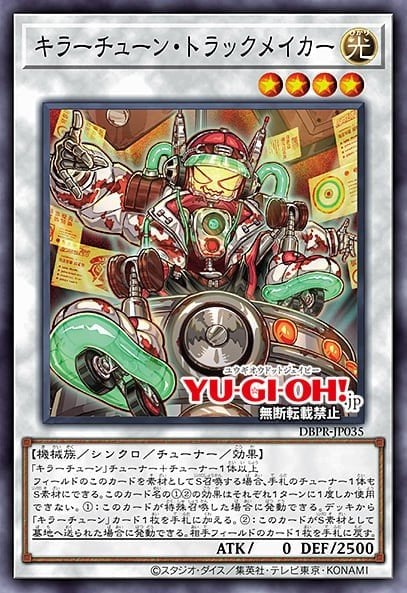 キラーチューン・トラックメイカー
光
ユウギオウドットジェイピー
YU-GI-OH!.jp
無断転載禁止
DBPR-JP035
【機械族/シンクロ/チューナー/効果】
「キラーチューン」チューナー+チューナー1体以上
フィールドのこのカードを素材としてS召喚する場合、手札のチューナー1体も
S素材にできる。このカード名の①②の効果はそれぞれ1ターンに1度しか使用
できない。①:このカードが特殊召喚した場合に発動できる。デッキから
「キラーチューン」カード1枚を手札に加える。②:このカードがS素材として
墓地へ送られた場合に発動できる。相手フィールドのカード1枚を手札に戻す。
ATK/ 0 DEF/2500
©スタジオ・ダイス/集英社・テレビ東京・KONAMI